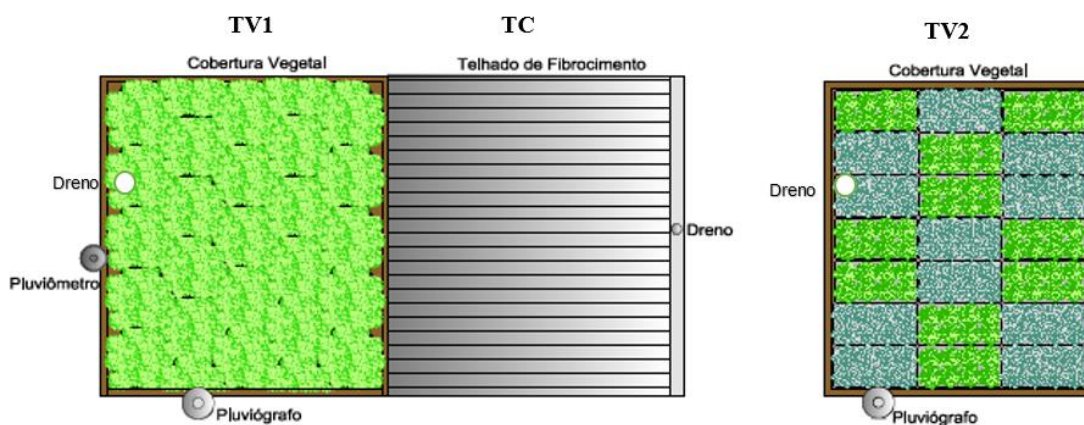 TV1
TC
TV2
Cobertura Vegetal
Telhado de Fibrocimento
Cobertura Vegetal
Dreno
Dreno
Dreno
Pluviômetro
Pluviógrafo
Pluviógrafo